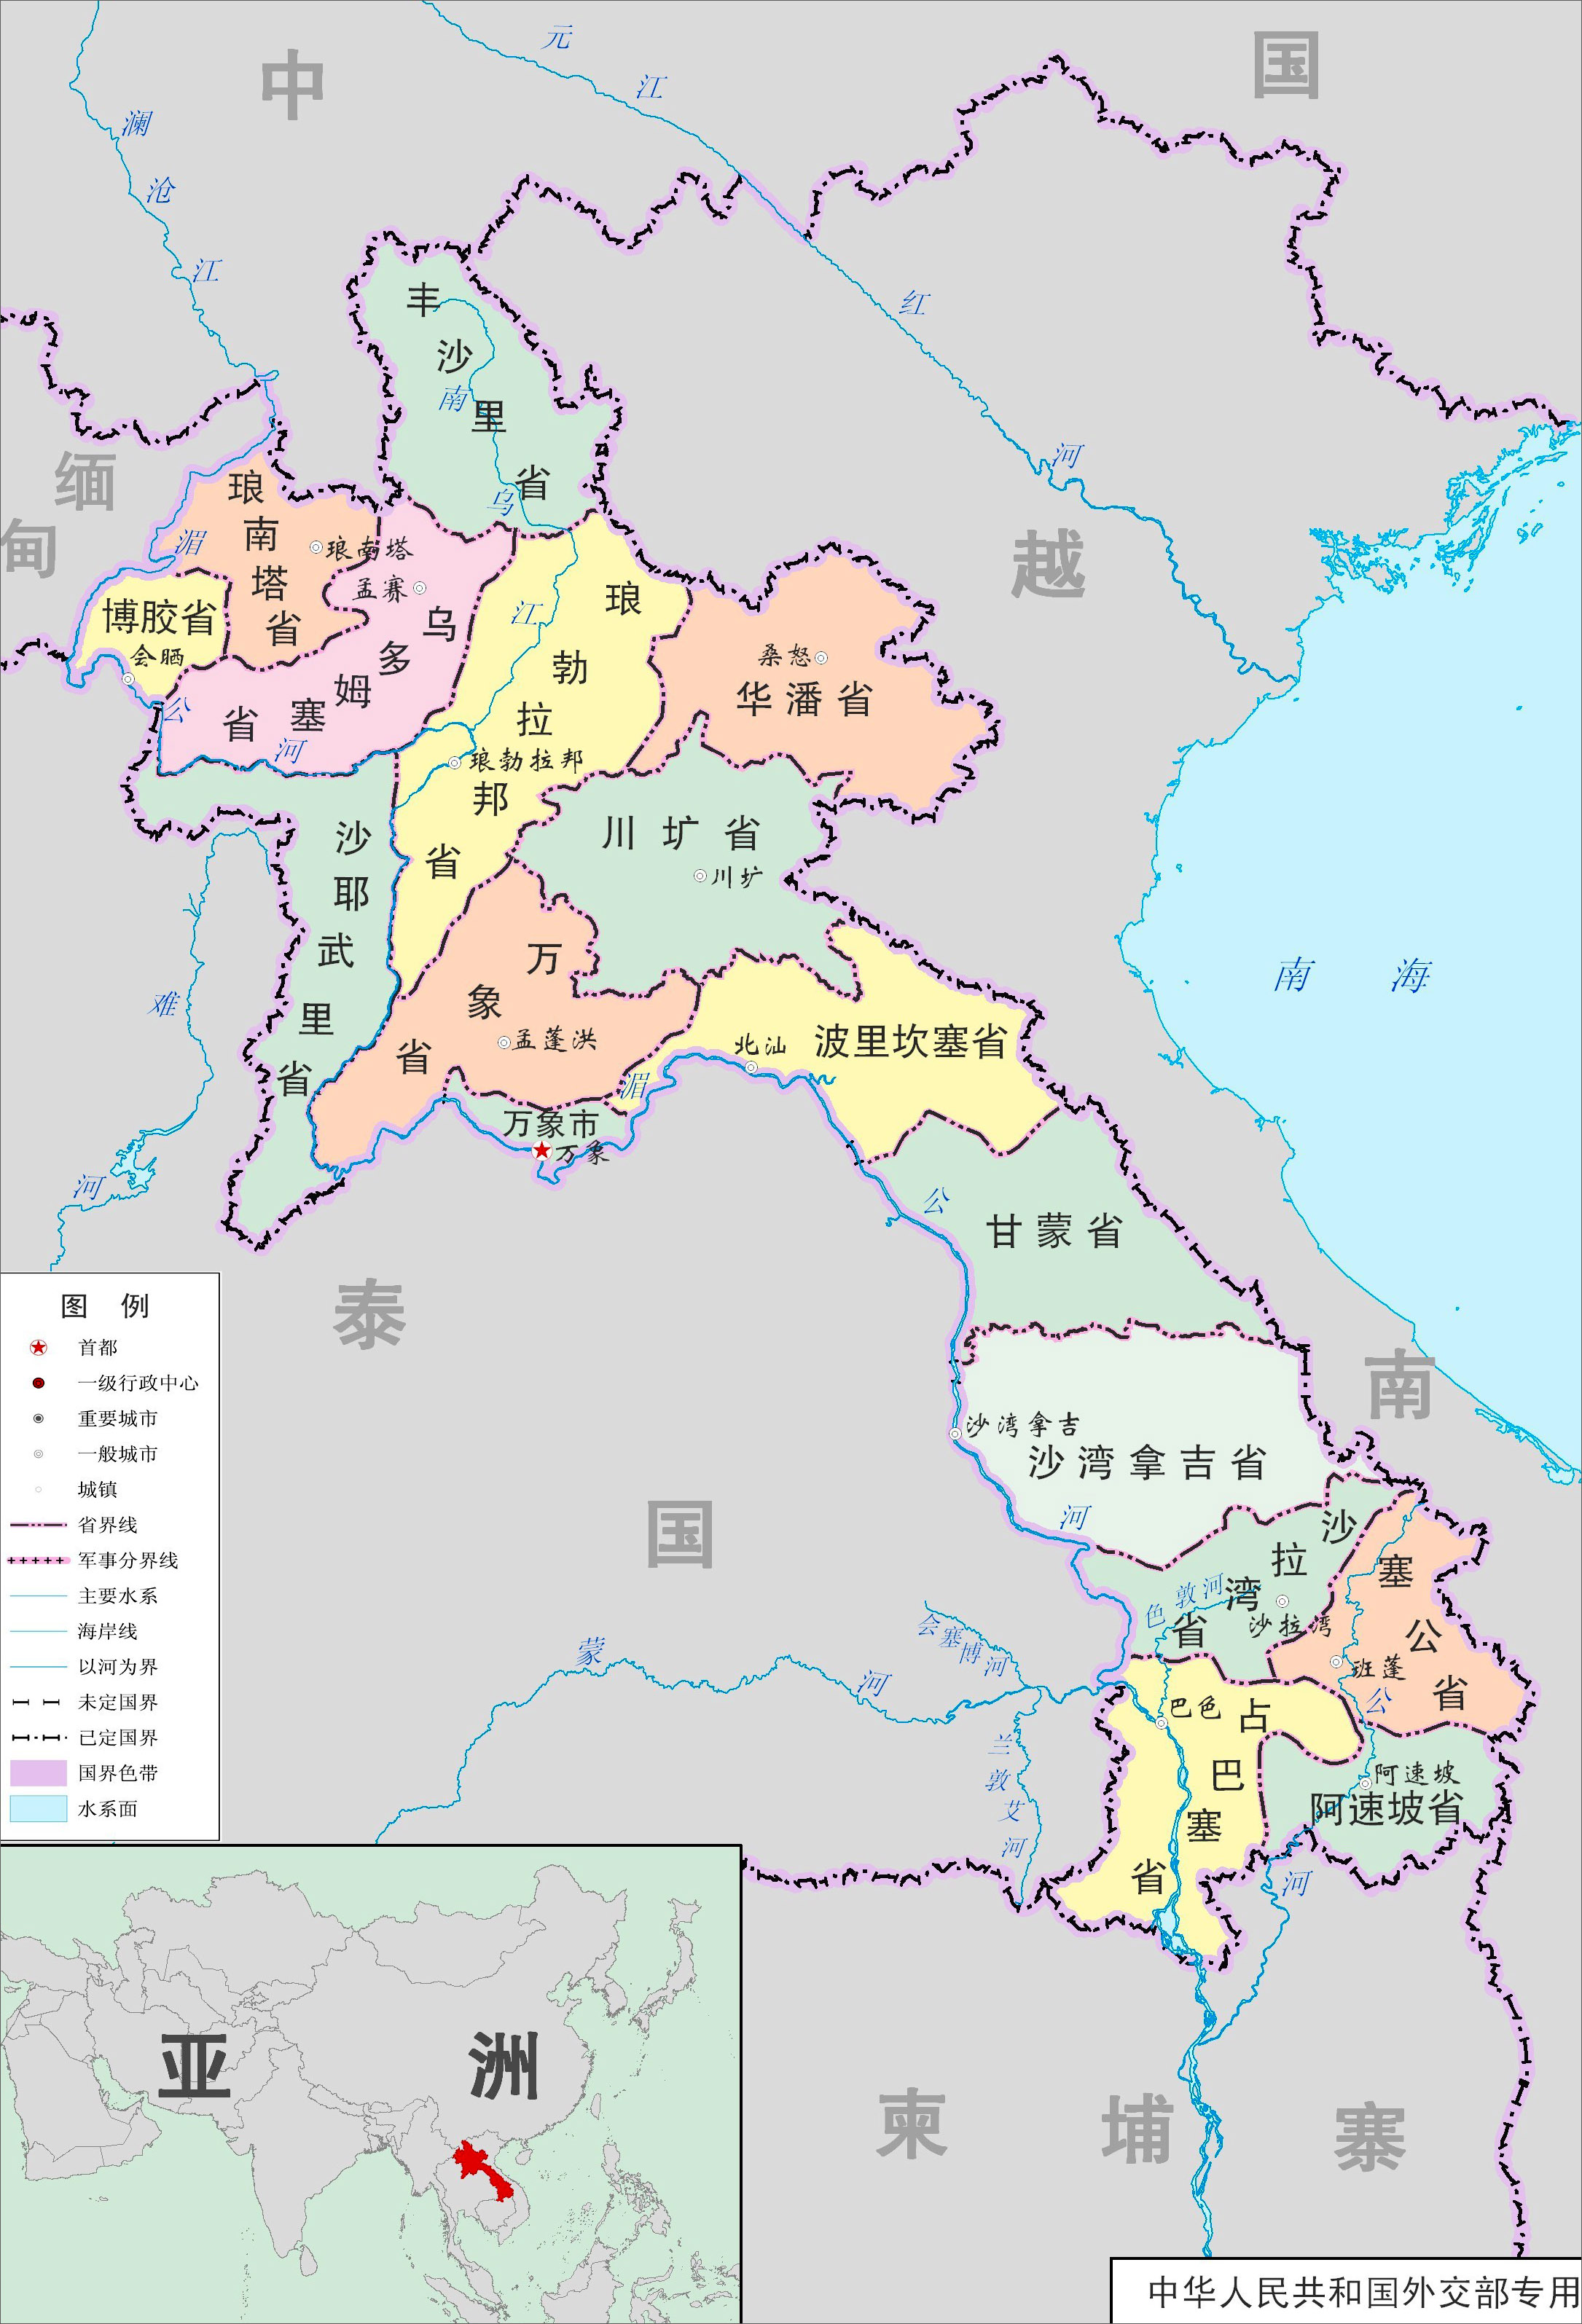 中国
元江
澜沧江
缅甸
越南
泰国
柬埔寨
南海
红河
丰沙里省
南乌江
琅南塔省
琅南塔
孟赛
乌多姆塞省
博胶省
会晒
湄公河
琅勃拉邦省
琅勃拉邦
桑怒
华潘省
川圹省
川圹
沙耶武里省
难河
万象省
孟蓬洪
万象市
万象
北汕
波里坎塞省
湄公河
甘蒙省
沙湾拿吉
沙湾拿吉省
沙拉湾省
沙拉湾
色敦河
塞公省
班蓬
公河
会塞博河
蒙河
兰敦艾河
巴色
占巴塞省
阿速坡
阿速坡省
图例
首都
一级行政中心
重要城市
一般城市
城镇
省界线
军事分界线
主要水系
海岸线
以河为界
未定国界
已定国界
国界色带
水系面
亚洲
中华人民共和国外交部专用